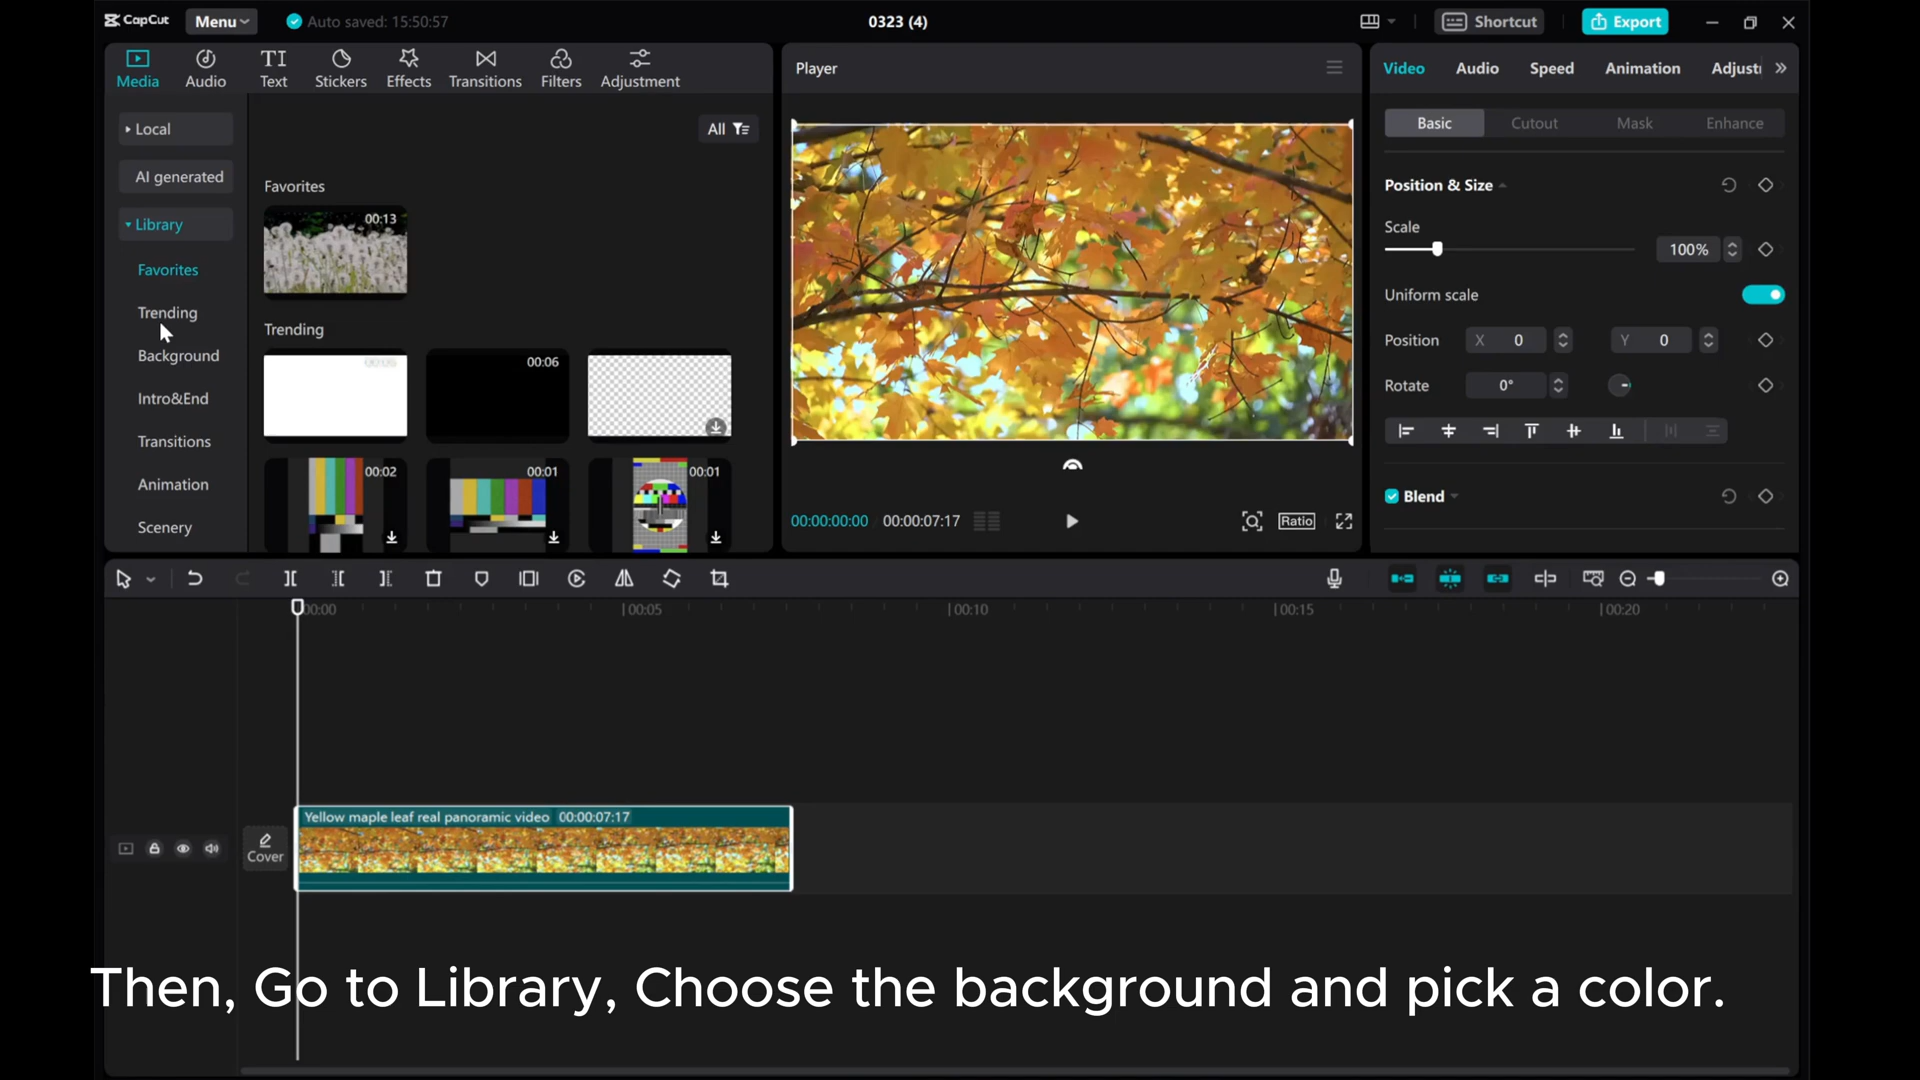 CapCut
Menu
Auto saved: 15:50:57
0323 (4)
Shortcut
Export
Media
Audio
Text
Stickers
Effects
Transitions
Filters
Adjustment
Local
AI generated
Library
Favorites
Trending
Background
Intro&End
Transitions
Animation
Scenery
All
Favorites
00:13
Trending
00:06
00:02
00:01
00:01
Player
00:00:00:00
00:00:07:17
Ratio
Video
Audio
Speed
Animation
Adjust
Basic
Cutout
Mask
Enhance
Position & Size
Scale
100%
Uniform scale
Position
X 0
Y 0
Rotate
0°
Blend
00:00
00:05
00:10
00:15
00:20
Cover
Yellow maple leaf real panoramic video 00:00:07:17
Then, Go to Library, Choose the background and pick a color.